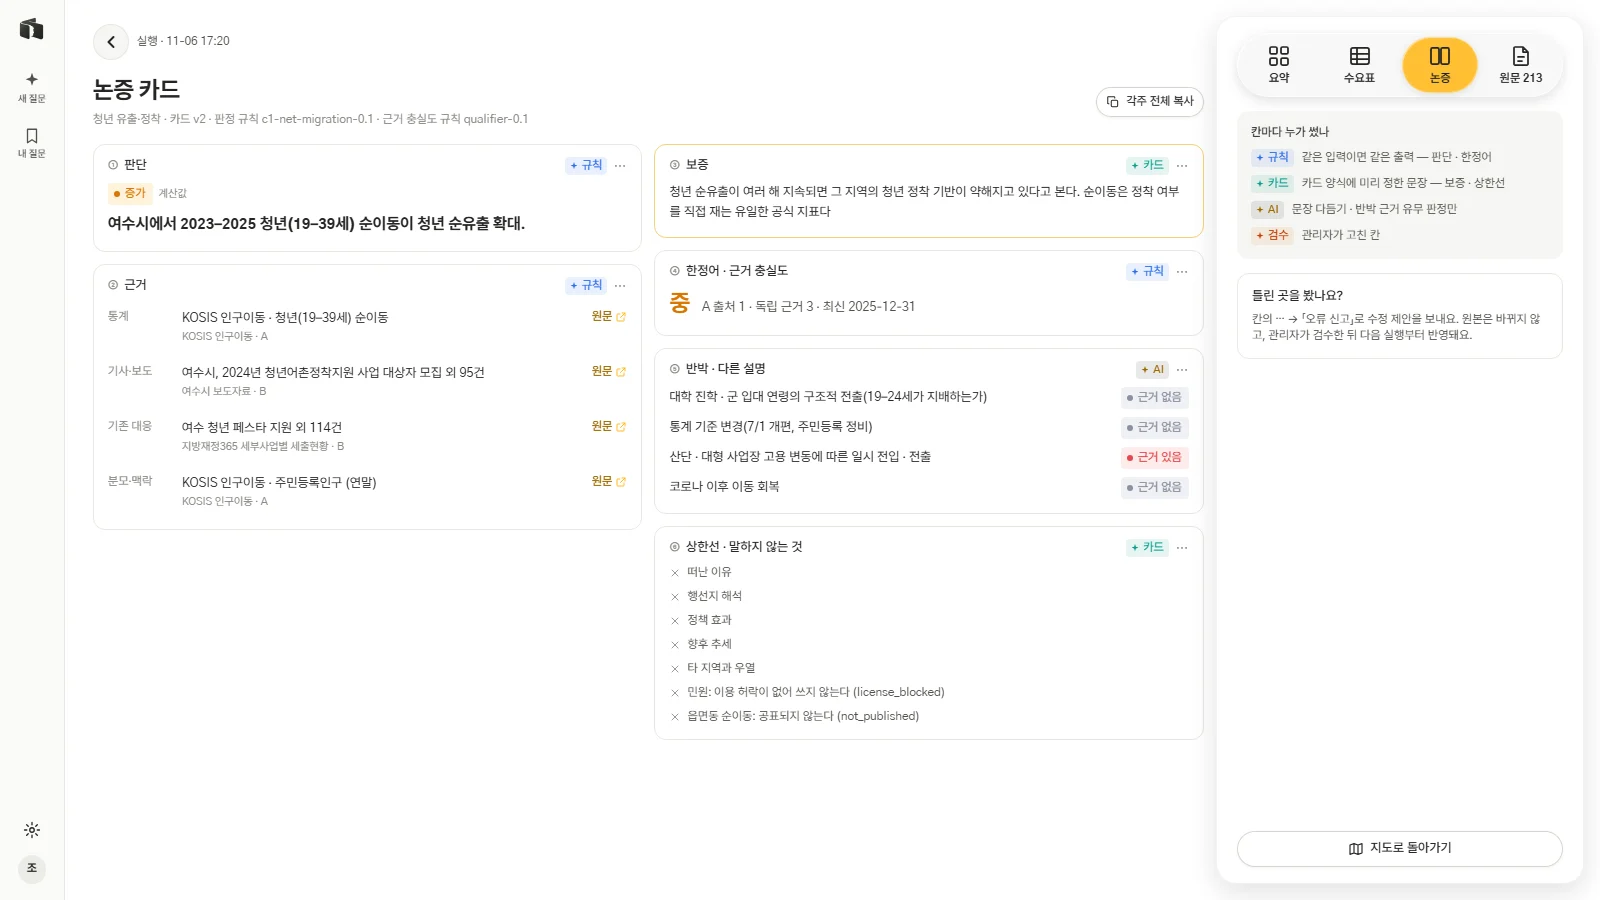 새 질문
내 질문
조
실행 · 11-06 17:20
논증 카드
청년 유출·정착 · 카드 v2 · 판정 규칙 c1-net-migration-0.1 · 근거 충실도 규칙 qualifier-0.1
각주 전체 복사
① 판단
규칙
증가 계산값
여수시에서 2023–2025 청년(19–39세) 순이동이 청년 순유출 확대.
② 근거
규칙
통계 KOSIS 인구이동 · 청년(19–39세) 순이동 원문
KOSIS 인구이동 · A
기사·보도 여수시, 2024년 청년어촌정착지원 사업 대상자 모집 외 95건 원문
여수시 보도자료 · B
기존 대응 여수 청년 페스타 지원 외 114건 원문
지방재정365 세부사업별 세출현황 · B
분모·맥락 KOSIS 인구이동 · 주민등록인구 (연말) 원문
KOSIS 인구이동 · A
③ 보증
카드
청년 순유출이 여러 해 지속되면 그 지역의 청년 정착 기반이 약해지고 있다고 본다. 순이동은 정착 여부
를 직접 재는 유일한 공식 지표다
④ 한정어 · 근거 충실도
규칙
중 A 출처 1 · 독립 근거 3 · 최신 2025-12-31
⑤ 반박 · 다른 설명
AI
대학 진학 · 군 입대 연령의 구조적 전출(19–24세가 지배하는가) 근거 없음
통계 기준 변경(7/1 개편, 주민등록 정비) 근거 없음
산단 · 대형 사업장 고용 변동에 따른 일시 전입 · 전출 근거 있음
코로나 이후 이동 회복 근거 없음
⑥ 상한선 · 말하지 않는 것
카드
떠난 이유
행선지 해석
정책 효과
향후 추세
타 지역과 우열
민원: 이용 허락이 없어 쓰지 않는다 (license_blocked)
읍면동 순이동: 공표되지 않는다 (not_published)
요약
수요표
논증
원문 213
칸마다 누가 썼나
규칙 같은 입력이면 같은 출력 — 판단 · 한정어
카드 카드 양식에 미리 정한 문장 — 보증 · 상한선
AI 문장 다듬기 · 반박 근거 유무 판정만
검수 관리자가 고친 칸
틀린 곳을 봤나요?
칸의 ··· → 「오류 신고」로 수정 제안을 보내요. 원본은 바뀌지 않
고, 관리자가 검수한 뒤 다음 실행부터 반영돼요.
지도로 돌아가기